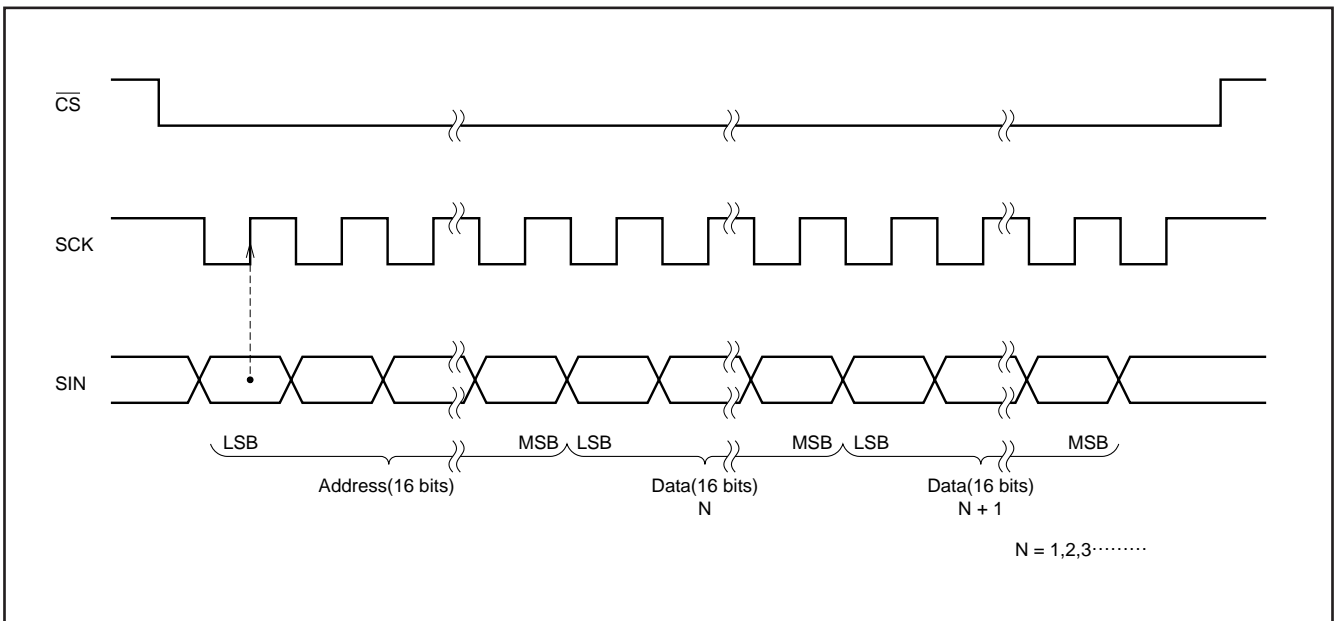 CS
SCK
SIN
LSB MSB LSB MSB LSB MSB
Address(16 bits) Data(16 bits) Data(16 bits)
N N + 1
N = 1,2,3·········